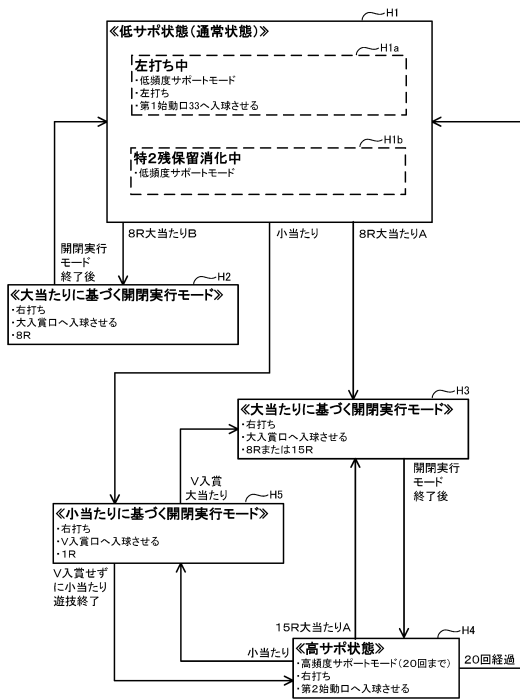 H1
≪低サポ状態(通常状態)≫
H1a
左打ち中
・低頻度サポートモード
・左打ち
・第1始動口33へ入球させる
H1b
特2残保留消化中
・低頻度サポートモード
開閉実行
モード
終了後
8R大当たりB
小当たり
8R大当たりA
H2
≪大当たりに基づく開閉実行モード≫
・右打ち
・大入賞口へ入球させる
・8R
H3
≪大当たりに基づく開閉実行モード≫
・右打ち
・大入賞口へ入球させる
・8Rまたは15R
V入賞
大当たり
開閉実行
モード
終了後
H5
≪小当たりに基づく開閉実行モード≫
・右打ち
・V入賞口へ入球させる
・1R
V入賞せず
に小当たり
遊技終了
小当たり
15R大当たりA
H4
≪高サポ状態≫
・高頻度サポートモード(20回まで)
・右打ち
・第2始動口へ入球させる
20回経過